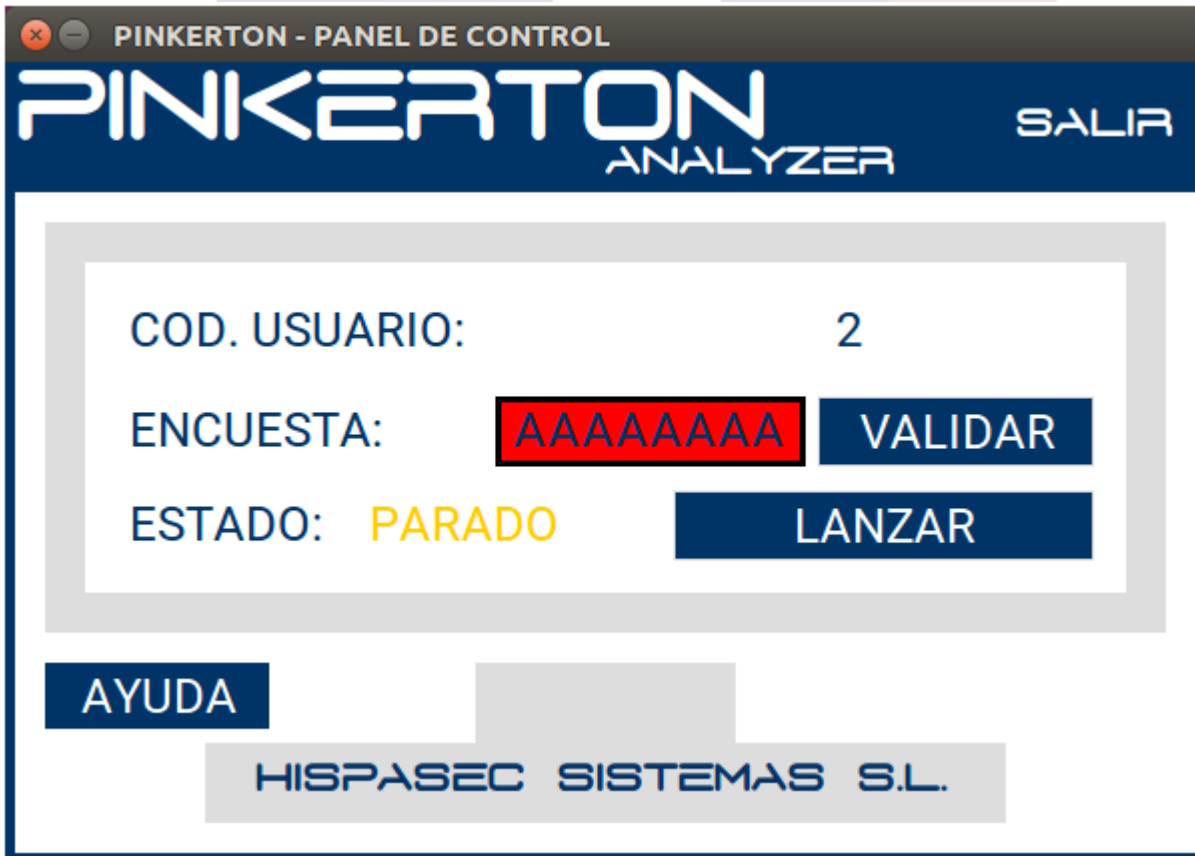 PINKERTON - PANEL DE CONTROL
PINKERTON
ANALYZER
SALIR
COD. USUARIO: 2
ENCUESTA: AAAAAAAA VALIDAR
ESTADO: PARADO LANZAR
AYUDA
HISPASEC SISTEMAS S.L.